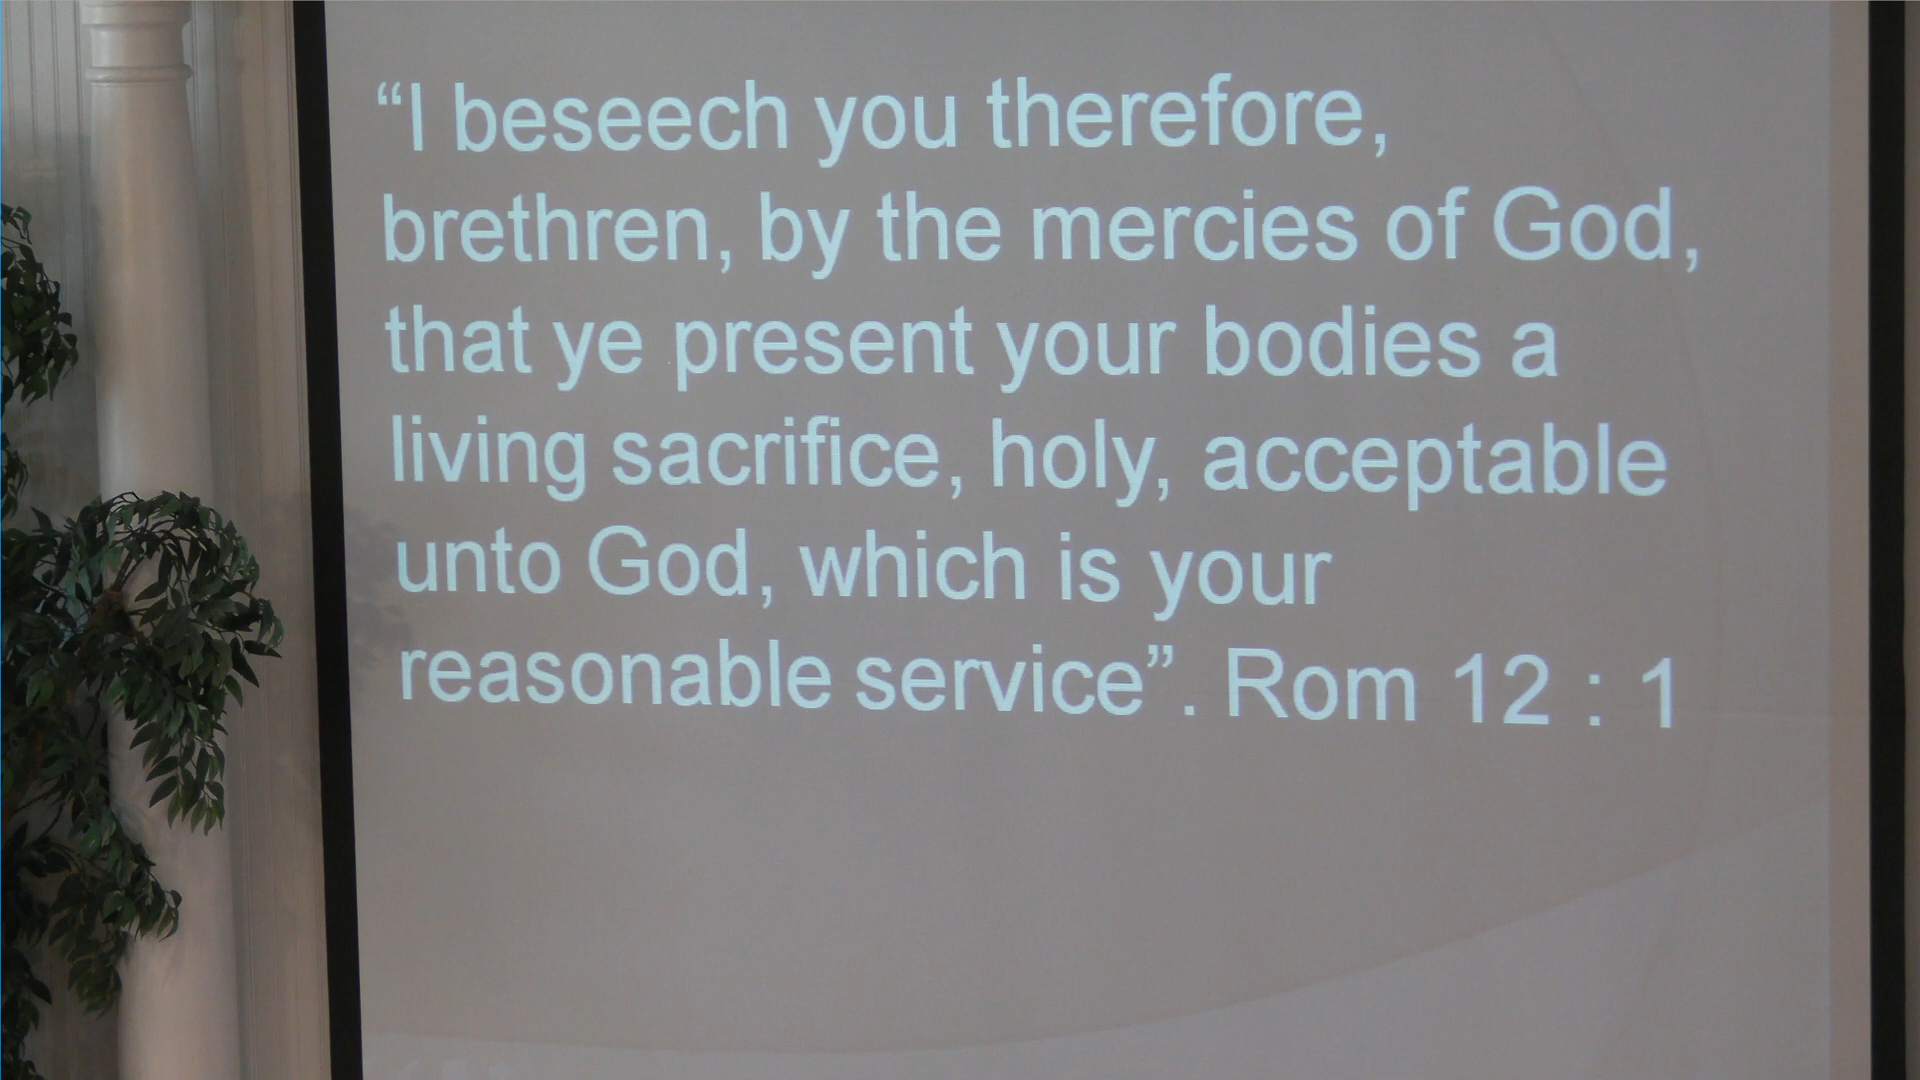 “I beseech you therefore,
brethren, by the mercies of God,
that ye present your bodies a
living sacrifice, holy, acceptable
unto God, which is your
reasonable service”. Rom 12 : 1